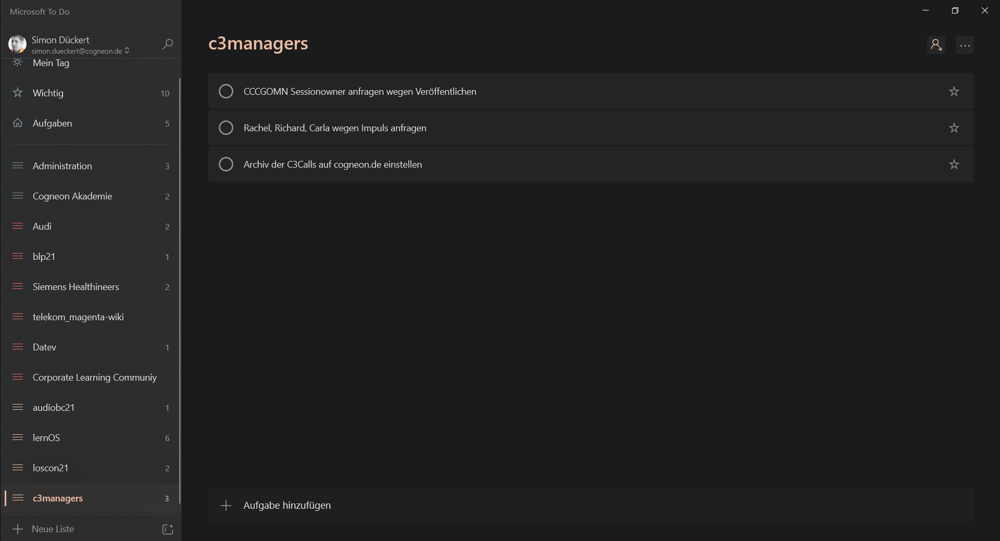 Microsoft To Do
Simon Dückert
simon.dueckert@cogneon.de
Mein Tag
Wichtig 10
Aufgaben 5
Administration 3
Cogneon Akademie 2
Audi 2
blp21 1
Siemens Healthineers 2
telekom_magenta-wiki
Datev 1
Corporate Learning Communiy
audiobc21 1
lernOS 6
loscon21 2
c3managers 3
Neue Liste
c3managers
CCCGOMN Sessionowner anfragen wegen Veröffentlichen
Rachel, Richard, Carla wegen Impuls anfragen
Archiv der C3Calls auf cogneon.de einstellen
Aufgabe hinzufügen